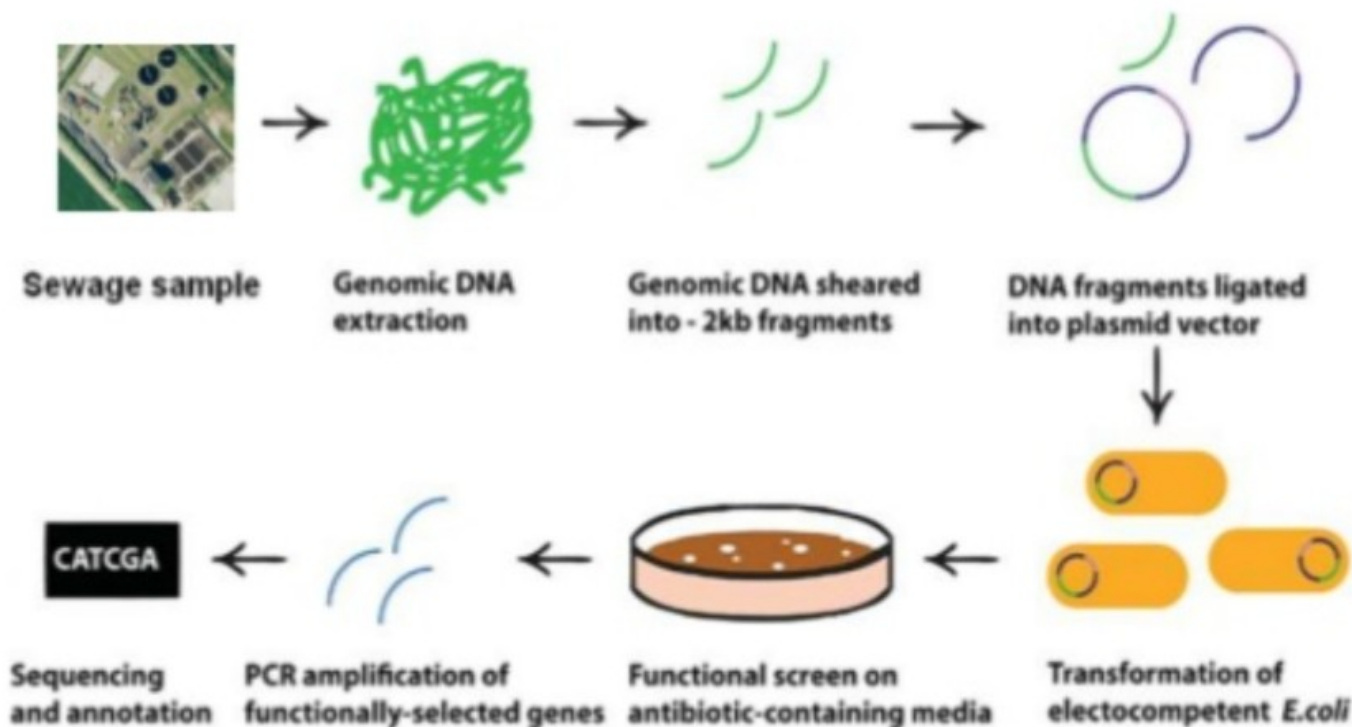 Sewage sample
Genomic DNA
extraction
Genomic DNA sheared
into - 2kb fragments
DNA fragments ligated
into plasmid vector
CATCGA
Sequencing
and annotation
PCR amplification of
functionally-selected genes
Functional screen on
antibiotic-containing media
Transformation of
electocompetent E.coli